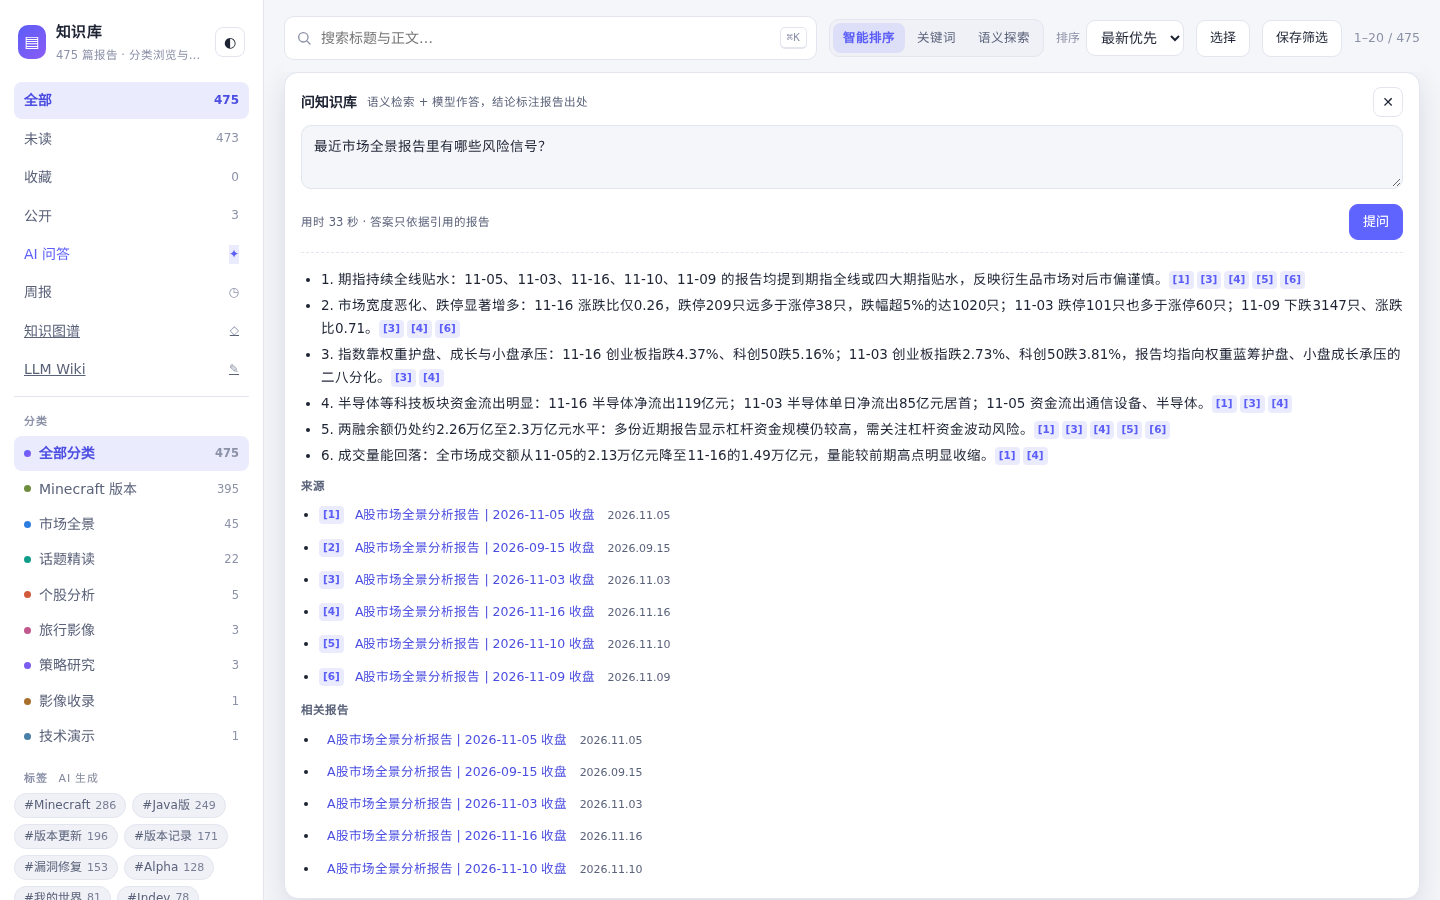 知识库
475 篇报告 · 分类浏览与...
全部 475
未读 473
收藏 0
公开 3
AI 问答
周报
知识图谱
LLM Wiki
分类
全部分类 475
Minecraft 版本 395
市场全景 45
话题精读 22
个股分析 5
旅行影像 3
策略研究 3
影像收录 1
技术演示 1
标签 AI 生成
#Minecraft 286 #Java版 249
#版本更新 196 #版本记录 171
#漏洞修复 153 #Alpha 128
#我的世界 81 #Indev 78
搜索标题与正文... ⌘K 智能排序 关键词 语义探索 排序 最新优先 选择 保存筛选 1–20 / 475
问知识库 语义检索 + 模型作答，结论标注报告出处 ✕
最近市场全景报告里有哪些风险信号？
用时 33 秒 · 答案只依据引用的报告 提问
• 1. 期指持续全线贴水：11-05、11-03、11-16、11-10、11-09 的报告均提到期指全线或四大期指贴水，反映衍生品市场对后市偏谨慎。[1] [3] [4] [5] [6]
• 2. 市场宽度恶化、跌停显著增多：11-16 涨跌比仅0.26，跌停209只远多于涨停38只，跌幅超5%的达1020只；11-03 跌停101只也多于涨停60只；11-09 下跌3147只、涨跌
比0.71。[3] [4] [6]
• 3. 指数靠权重护盘、成长与小盘承压：11-16 创业板指跌4.37%、科创50跌5.16%；11-03 创业板指跌2.73%、科创50跌3.81%，报告均指向权重蓝筹护盘、小盘成长承压的
二八分化。[3] [4]
• 4. 半导体等科技板块资金流出明显：11-16 半导体净流出119亿元；11-03 半导体单日净流出85亿元居首；11-05 资金流出通信设备、半导体。[1] [3] [4]
• 5. 两融余额仍处约2.26万亿至2.3万亿元水平：多份近期报告显示杠杆资金规模仍较高，需关注杠杆资金波动风险。[1] [3] [4] [5] [6]
• 6. 成交量能回落：全市场成交额从11-05的2.13万亿元降至11-16的1.49万亿元，量能较前期高点明显收缩。[1] [4]
来源
• [1] A股市场全景分析报告 | 2026-11-05 收盘 2026.11.05
• [2] A股市场全景分析报告 | 2026-09-15 收盘 2026.09.15
• [3] A股市场全景分析报告 | 2026-11-03 收盘 2026.11.03
• [4] A股市场全景分析报告 | 2026-11-16 收盘 2026.11.16
• [5] A股市场全景分析报告 | 2026-11-10 收盘 2026.11.10
• [6] A股市场全景分析报告 | 2026-11-09 收盘 2026.11.09
相关报告
• A股市场全景分析报告 | 2026-11-05 收盘 2026.11.05
• A股市场全景分析报告 | 2026-09-15 收盘 2026.09.15
• A股市场全景分析报告 | 2026-11-03 收盘 2026.11.03
• A股市场全景分析报告 | 2026-11-16 收盘 2026.11.16
• A股市场全景分析报告 | 2026-11-10 收盘 2026.11.10